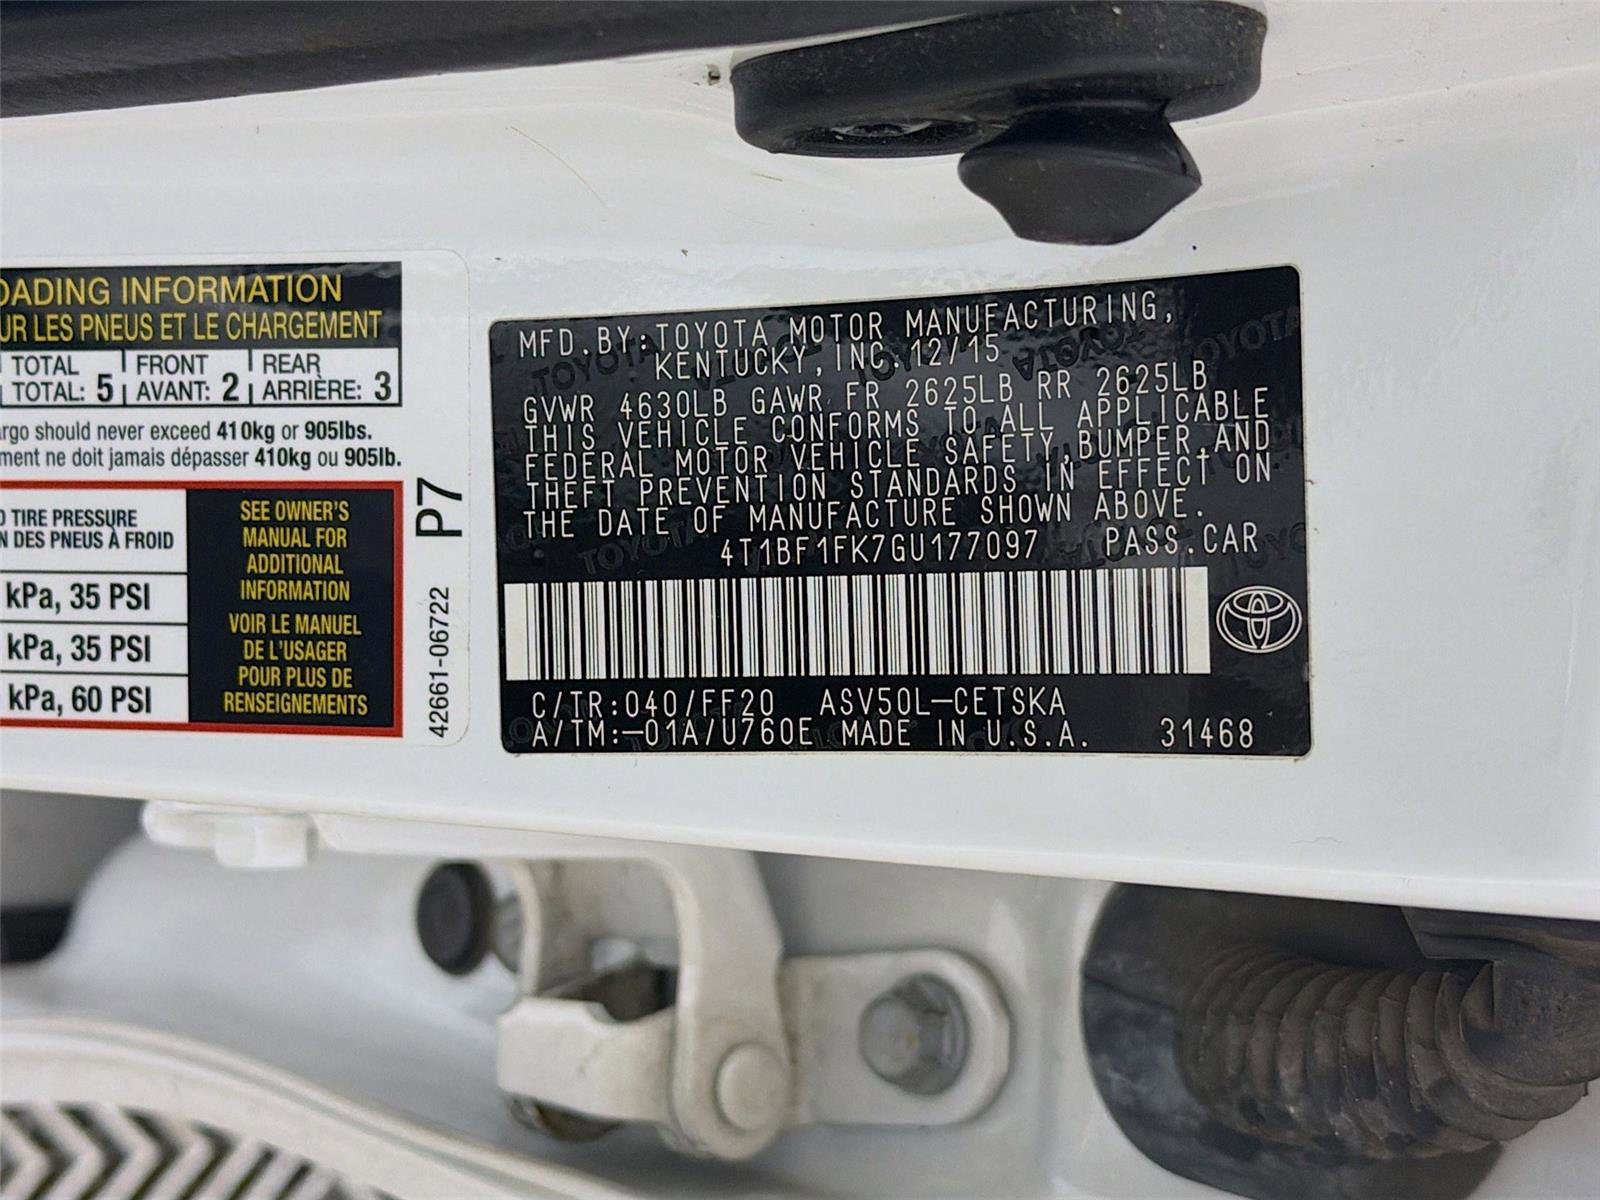 OADING INFORMATION
UR LES PNEUS ET LE CHARGEMENT
TOTAL FRONT REAR
TOTAL: 5 AVANT: 2 ARRIÈRE: 3
argo should never exceed 410kg or 905lbs.
ment ne doit jamais dépasser 410kg ou 905lb.
D TIRE PRESSURE
N DES PNEUS À FROID
kPa, 35 PSI
kPa, 35 PSI
kPa, 60 PSI
SEE OWNER'S
MANUAL FOR
ADDITIONAL
INFORMATION
VOIR LE MANUEL
DE L'USAGER
POUR PLUS DE
RENSEIGNEMENTS
P7
42661-06722
MFD.BY:TOYOTA MOTOR MANUFACTURING,
KENTUCKY,INC.12/15
GVWR 4630LB GAWR FR 2625LB RR 2625LB
THIS VEHICLE CONFORMS TO ALL APPLICABLE
FEDERAL MOTOR VEHICLE SAFETY,BUMPER,AND
THEFT PREVENTION STANDARDS IN EFFECT ON
THE DATE OF MANUFACTURE SHOWN ABOVE.
4T1BF1FK7GU177097 PASS.CAR
C/TR:040/FF20 ASV50L-CETSKA
A/TM:-01A/U760E MADE IN U.S.A. 31468